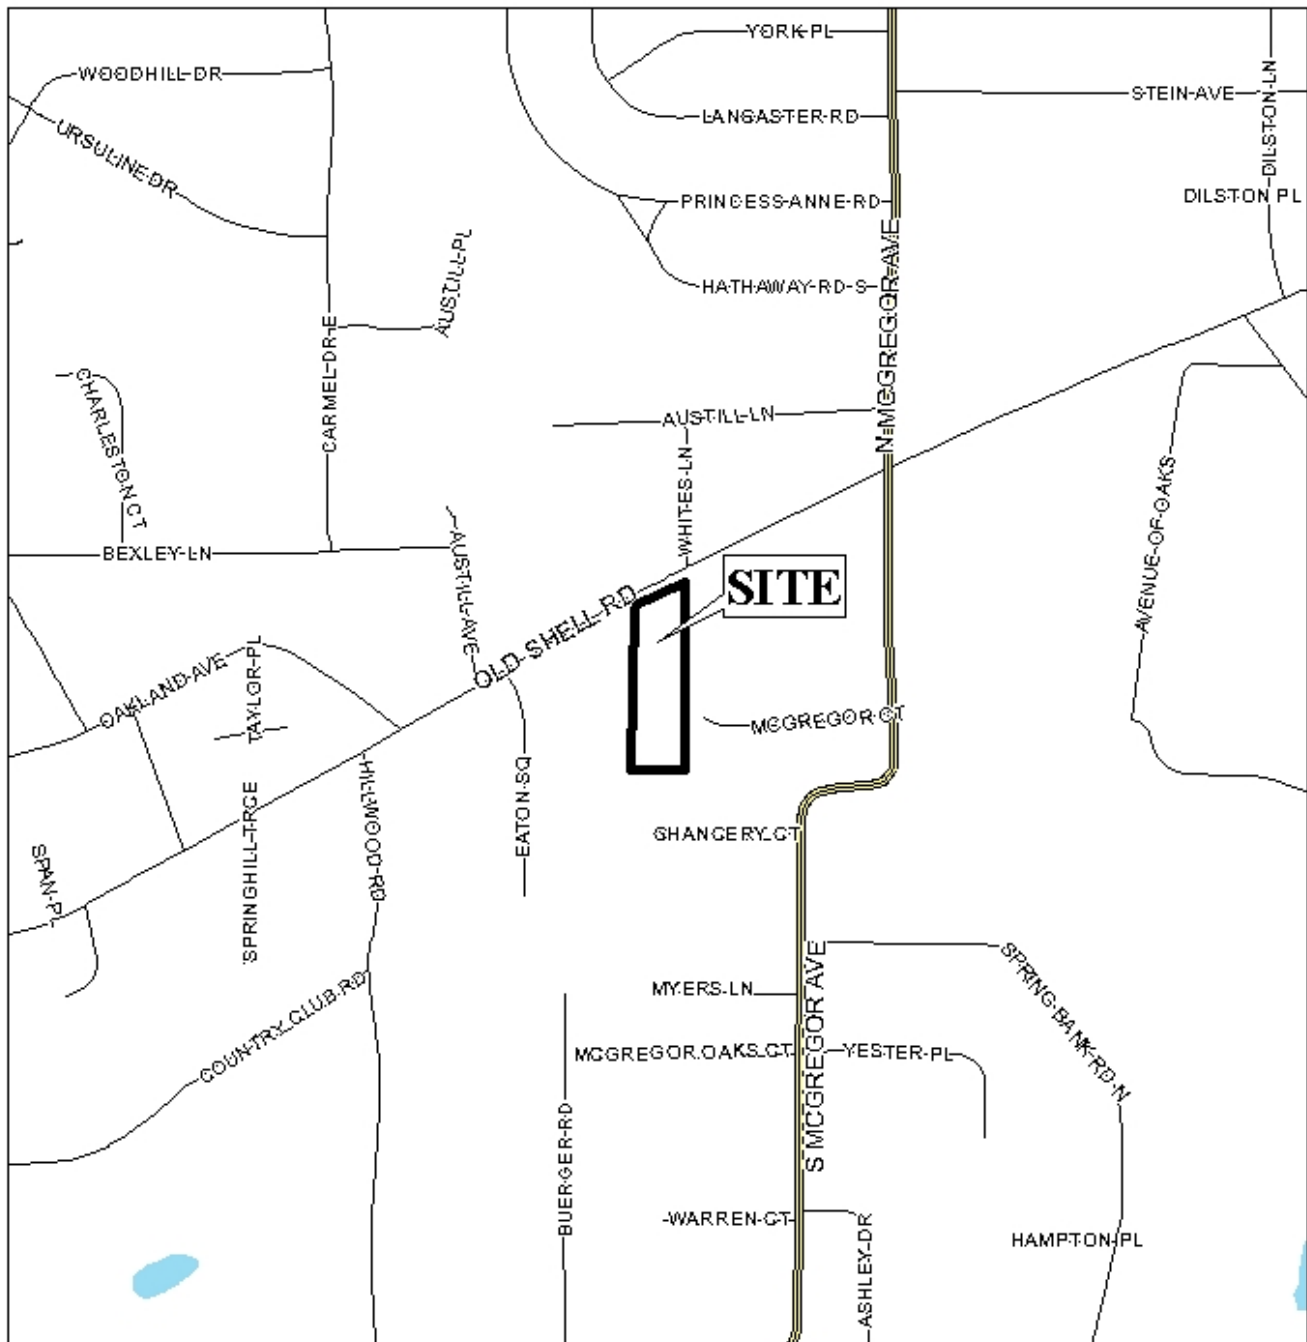 YORK PL
WOODHILL DR
STEIN AVE
DILSTON LN
LANCASTER RD
URSULINE DR
DILSTON PL
PRINCESS ANNE RD
AUSTILL PL
HATHAWAY RD S
N MCGREGOR AVE
CARMEL DR E
CHARLESTON CT
AUSTILL LN
WHITES LN
AVENUE OF OAKS
BEXLEY LN
AUSTILL AVE
SITE
OLD SHELL RD
OAKLAND AVE
TAYLOR PL
MCGREGOR CT
HILLWOOD RD
EATON SQ
SPRINGHILL TRCE
CHANCERY CT
SPAN PL
S MCGREGOR AVE
SPRING BANK RD N
MYERS LN
COUNTRY CLUB RD
MCGREGOR OAKS CT
YESTER PL
BUERGER RD
WARREN CT
ASHLEY DR
HAMPTON PL